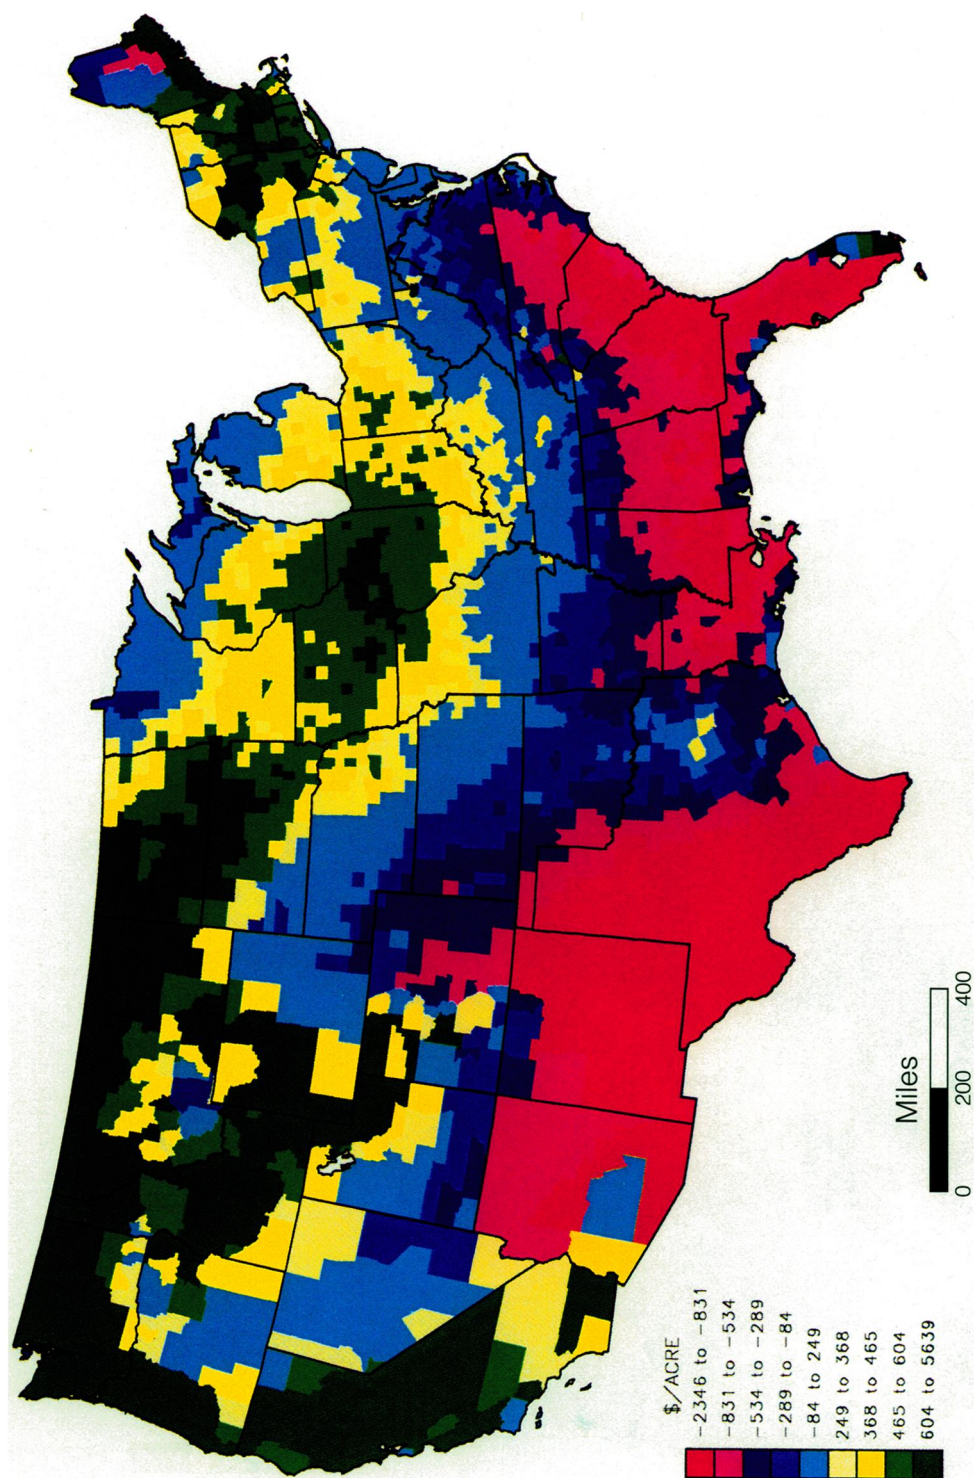 Miles
0 200 400
$/ACRE
-2346 to -831
-831 to -534
-534 to -289
-289 to -84
-84 to 249
249 to 368
368 to 465
465 to 604
604 to 5639